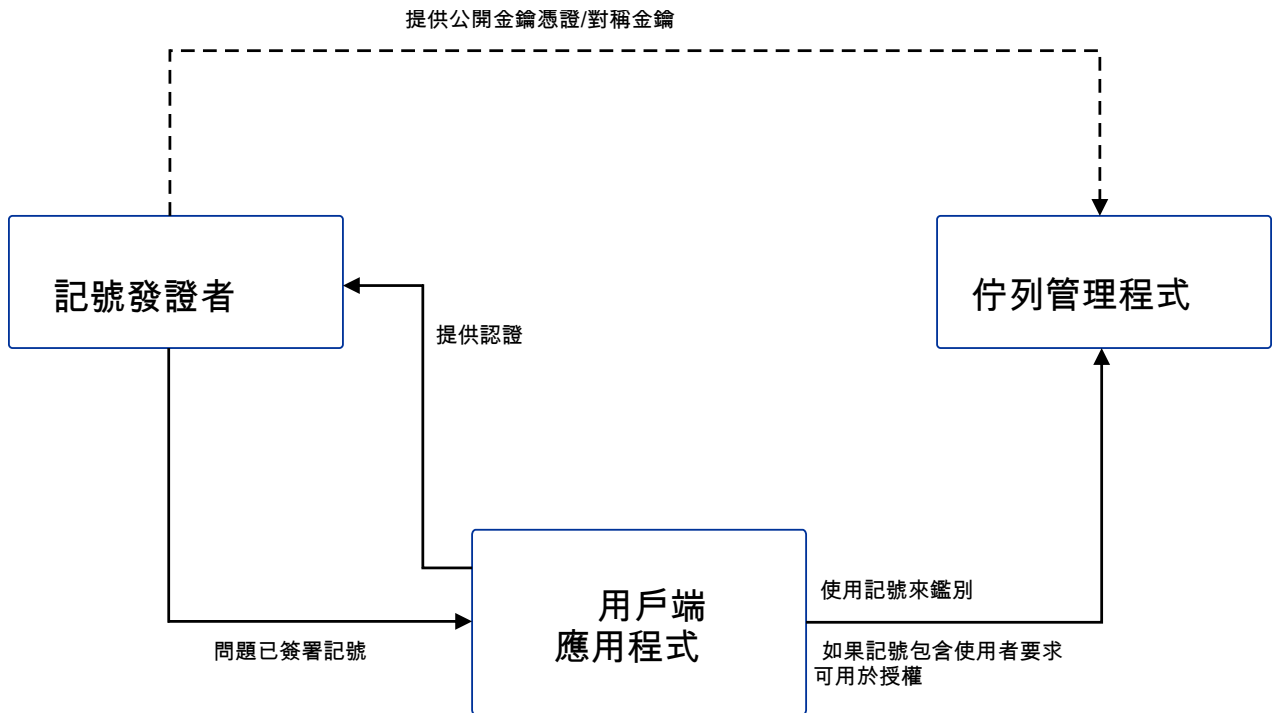 提供公開金鑰憑證/對稱金鑰
記號發證者
佇列管理程式
提供認證
用戶端
應用程式
使用記號來鑑別
問題已簽署記號
如果記號包含使用者要求
可用於授權